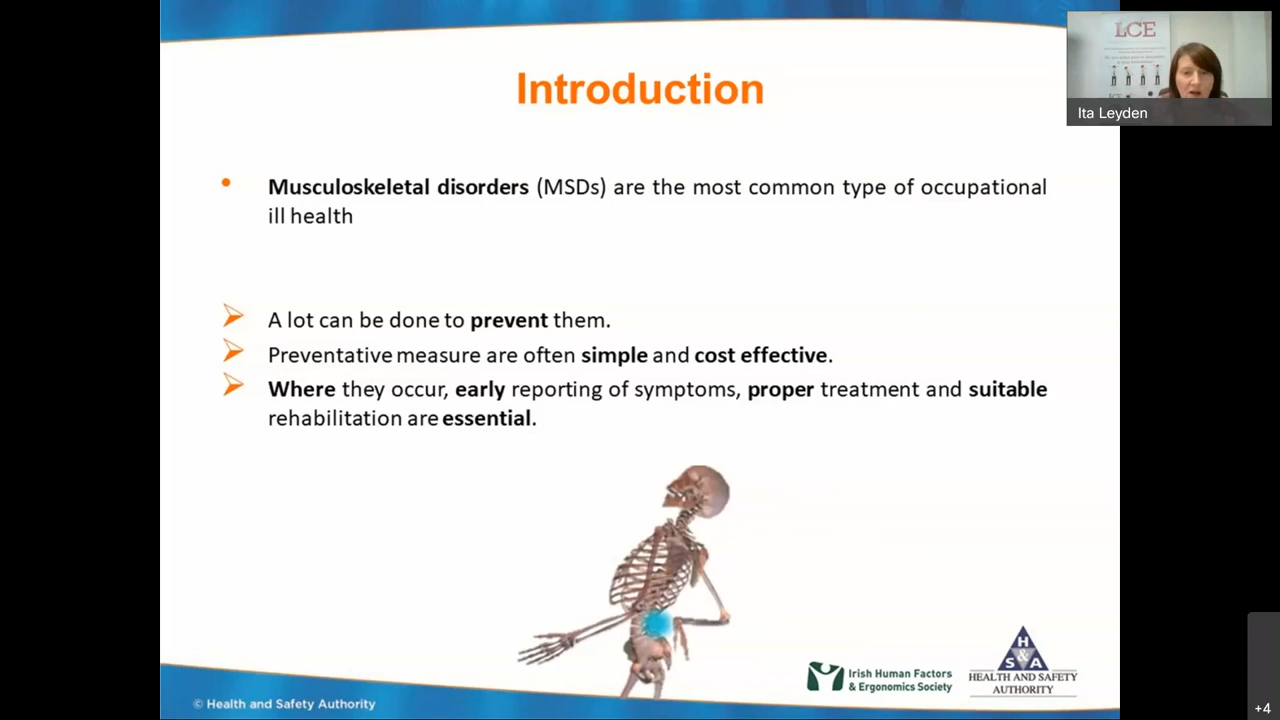 Introduction
LCE
Ita Leyden
• Musculoskeletal disorders (MSDs) are the most common type of occupational
ill health
A lot can be done to prevent them.
Preventative measure are often simple and cost effective.
Where they occur, early reporting of symptoms, proper treatment and suitable
rehabilitation are essential.
Irish Human Factors
& Ergonomics Society
H
S & A
HEALTH AND SAFETY
AUTHORITY
© Health and Safety Authority
+4